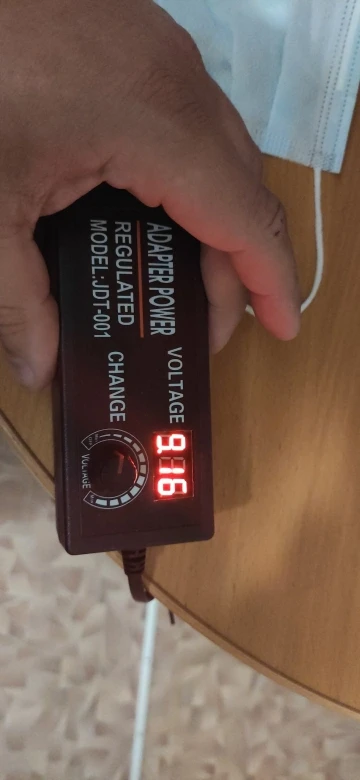 ADAPTER POWER
REGULATED
MODEL:JDT-001
VOLTAGE
9.16
CHANGE
VOLTAGE